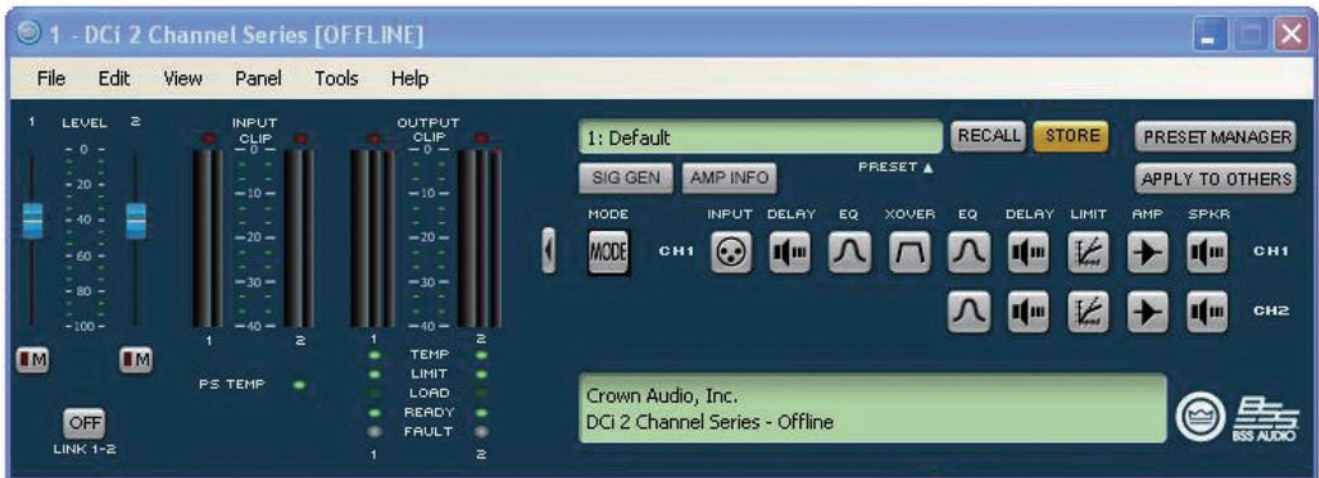 1 - DCi 2 Channel Series [OFFLINE]
File Edit View Panel Tools Help
1 LEVEL 2
- 0 -
- 20 -
- 40 -
- 60 -
- 80 -
-100-
M M
OFF
LINK 1-2
INPUT
CLIP
-0-
-10-
-20-
-30-
-40-
1 2
PS TEMP
OUTPUT
CLIP
-0-
-10-
-20-
-30-
-40-
1 2
TEMP
LIMIT
LOAD
READY
FAULT
1 2
1: Default RECALL STORE PRESET MANAGER
PRESET
SIG GEN AMP INFO APPLY TO OTHERS
MODE INPUT DELAY EQ XOVER EQ DELAY LIMIT AMP SPKR
MODE CH1 CH1
CH2
Crown Audio, Inc.
DCi 2 Channel Series - Offline
BSS
BSS AUDIO